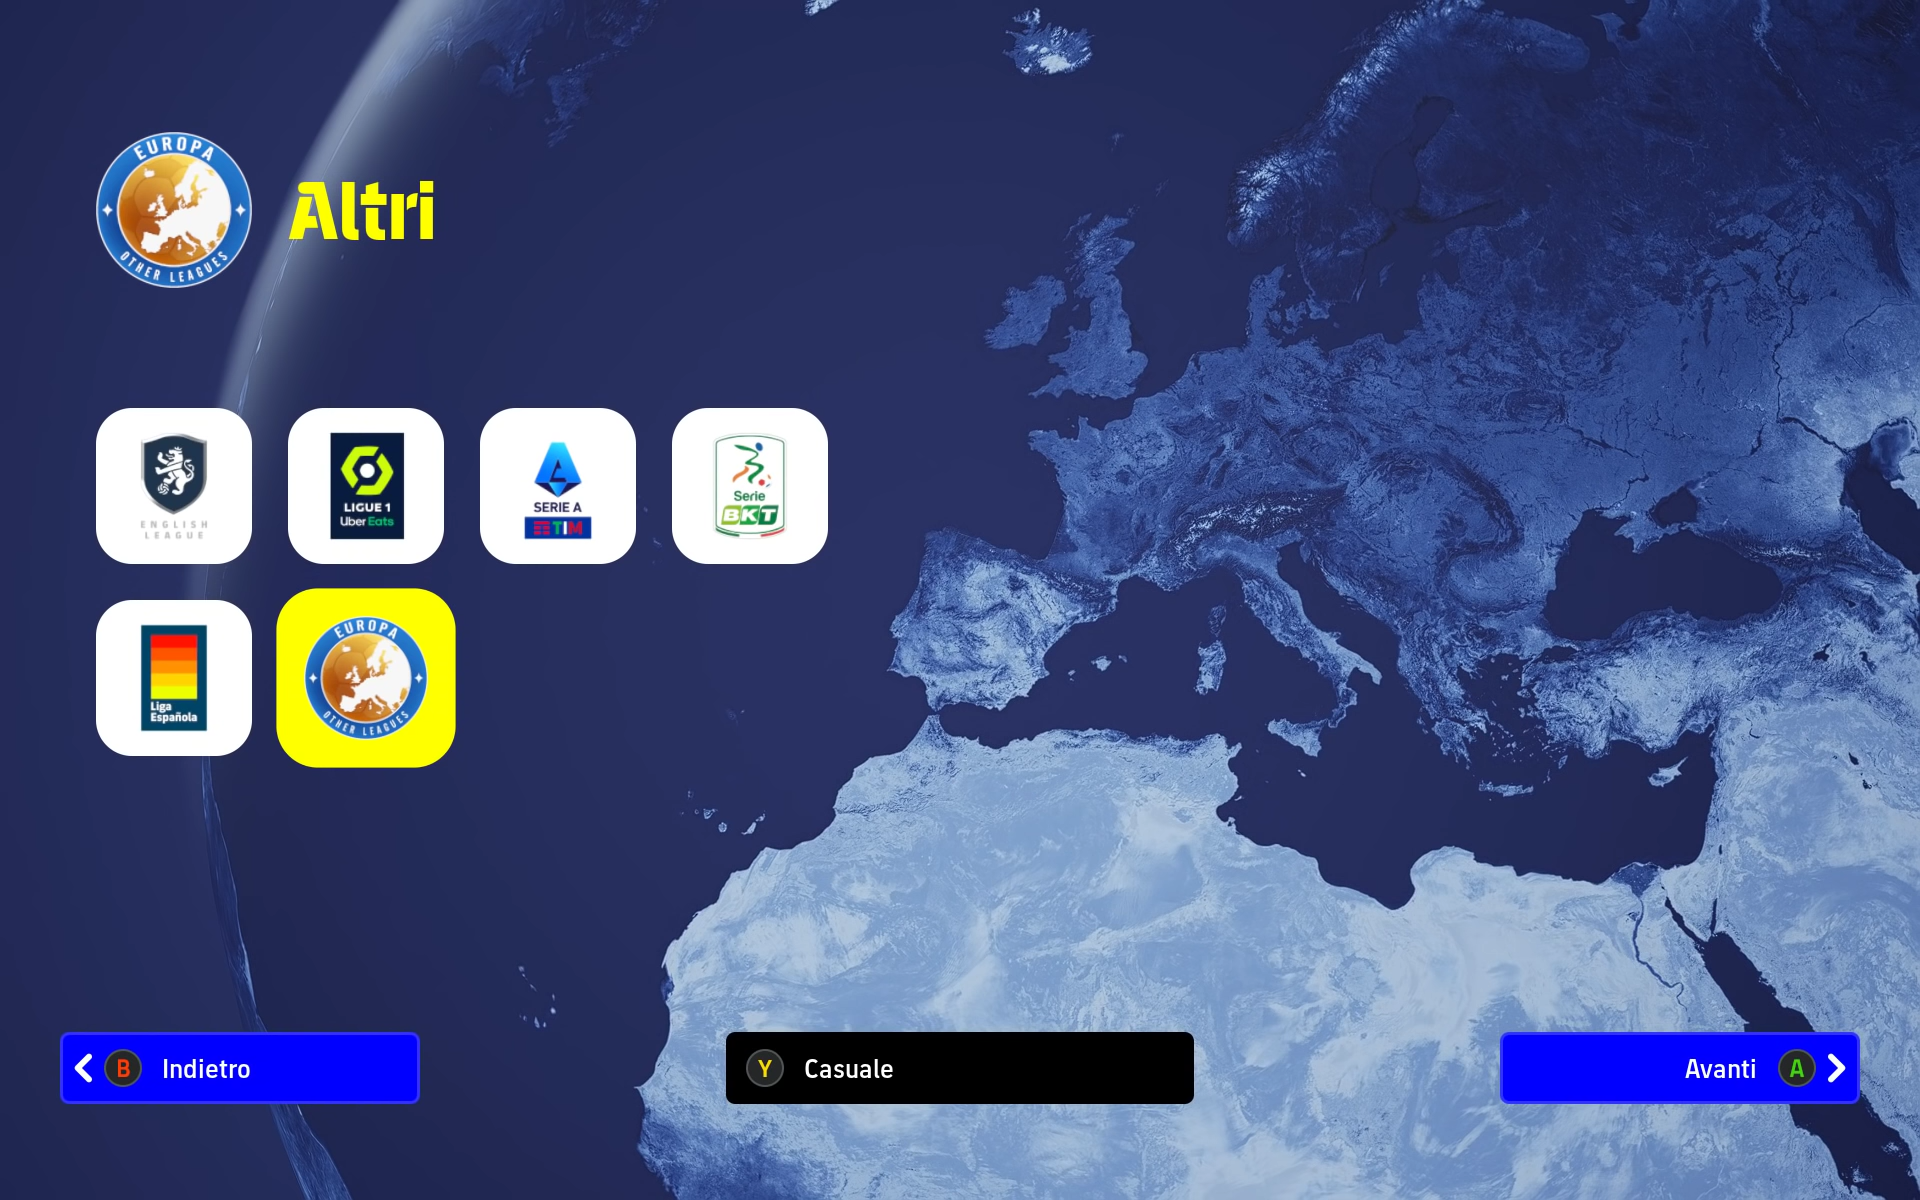 EUROPA
OTHER LEAGUES
Altri
ENGLISH
LEAGUE
LIGUE 1
Uber Eats
SERIE A
TIM
Serie
BKT
Liga
Española
EUROPA
OTHER LEAGUES
B Indietro
Y Casuale
Avanti A